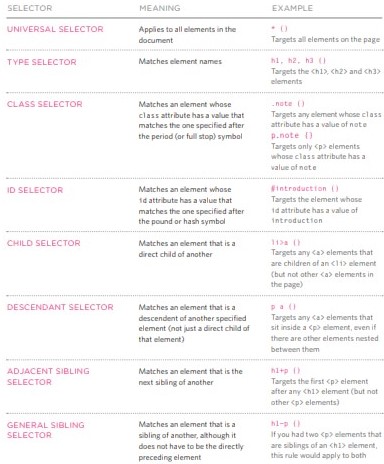 SELECTOR MEANING EXAMPLE
UNIVERSAL SELECTOR Applies to all elements in the * {}
document Targets all elements on the page
TYPE SELECTOR Matches element names h1, h2, h3 {}
Targets the <h1>, <h2> and <h3>
elements
CLASS SELECTOR Matches an element whose .note {}
class attribute has a value that Targets any element whose class
matches the one specified after attribute has a value of note
the period (or full stop) symbol p.note {}
Targets only <p> elements
whose class attribute has a
value of note
ID SELECTOR Matches an element whose #introduction {}
id attribute has a value that Targets the element whose
matches the one specified after id attribute has a value of
the pound or hash symbol introduction
CHILD SELECTOR Matches an element that is a li>a {}
direct child of another Targets any <a> elements that
are children of an <li> element
(but not other <a> elements in
the page)
DESCENDANT SELECTOR Matches an element that is a p a {}
descendent of another specified Targets any <a> elements that
element (not just a direct child of sit inside a <p> element, even if
that element) there are other elements nested
between them
ADJACENT SIBLING Matches an element that is the h1+p {}
SELECTOR next sibling of another Targets the first <p> element
after any <h1> element (but not
other <p> elements)
GENERAL SIBLING Matches an element that is a h1~p {}
SELECTOR sibling of another, although it If you had two <p> elements that
does not have to be the directly are siblings of an <h1> element,
preceding element this rule would apply to both